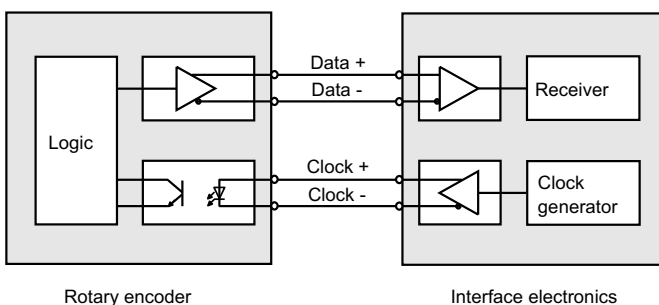 Data +
Data -
Logic
Receiver
Clock +
Clock -
Clock
generator
Rotary encoder
Interface electronics